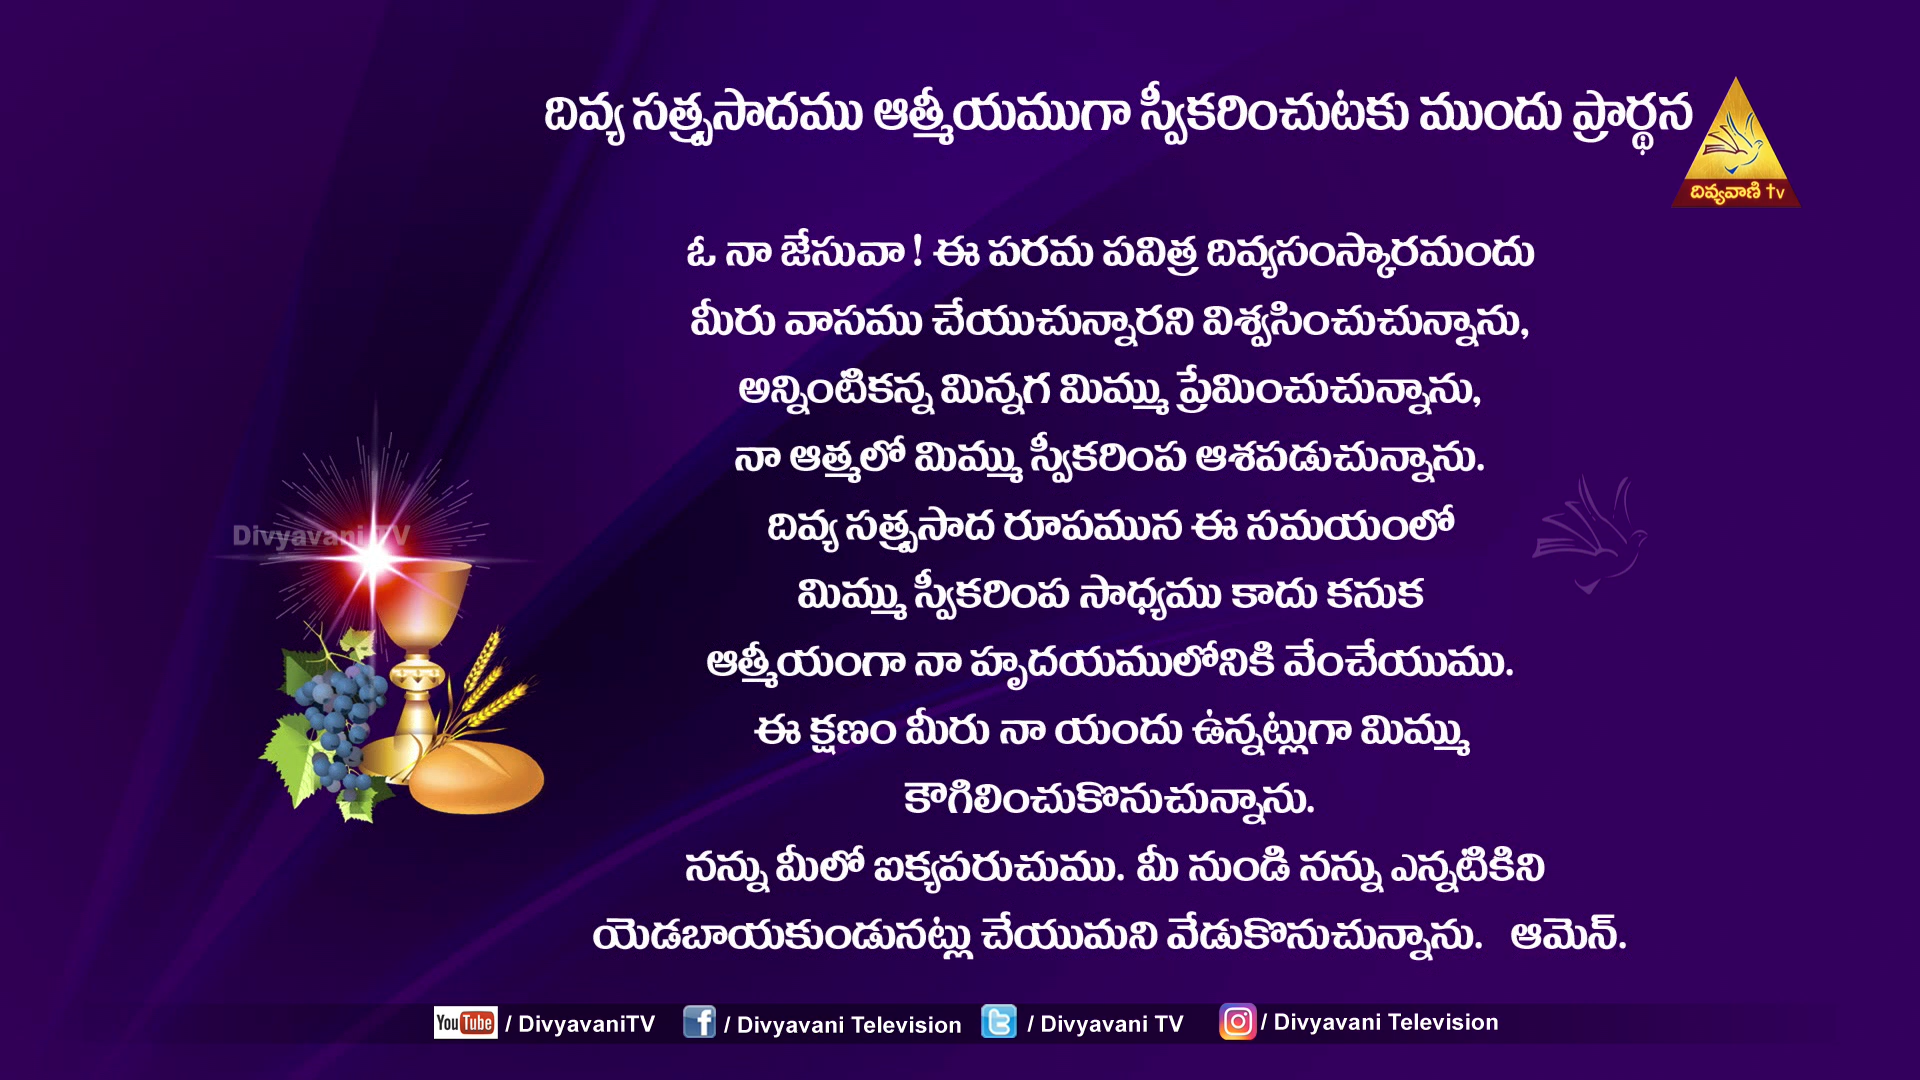 దివ్య సత్ప్రసాదము ఆత్మీయముగా స్వీకరించుటకు ముందు ప్రార్థన
దివ్యవాణి tv
ఓ నా జేసువా ! ఈ పరమ పవిత్ర దివ్యసంస్కారమందు
మీరు వాసము చేయుచున్నారని విశ్వసించుచున్నాను,
అన్నింటికన్న మిన్నగ మిమ్ము ప్రేమించుచున్నాను,
నా ఆత్మలో మిమ్ము స్వీకరింప ఆశపడుచున్నాను.
దివ్య సత్ప్రసాద రూపమున ఈ సమయంలో
Divyavani TV
మిమ్ము స్వీకరింప సాధ్యము కాదు కనుక
ఆత్మీయంగా నా హృదయములోనికి వేంచేయుము.
ఈ క్షణం మీరు నా యందు ఉన్నట్లుగా మిమ్ము
కౌగిలించుకొనుచున్నాను.
నన్ను మీలో ఐక్యపరుచుము. మీ నుండి నన్ను ఎన్నటికిని
యెడబాయకుండునట్లు చేయుమని వేడుకొనుచున్నాను. ఆమెన్.
YouTube / DivyavaniTV f / Divyavani Television / Divyavani TV / Divyavani Television